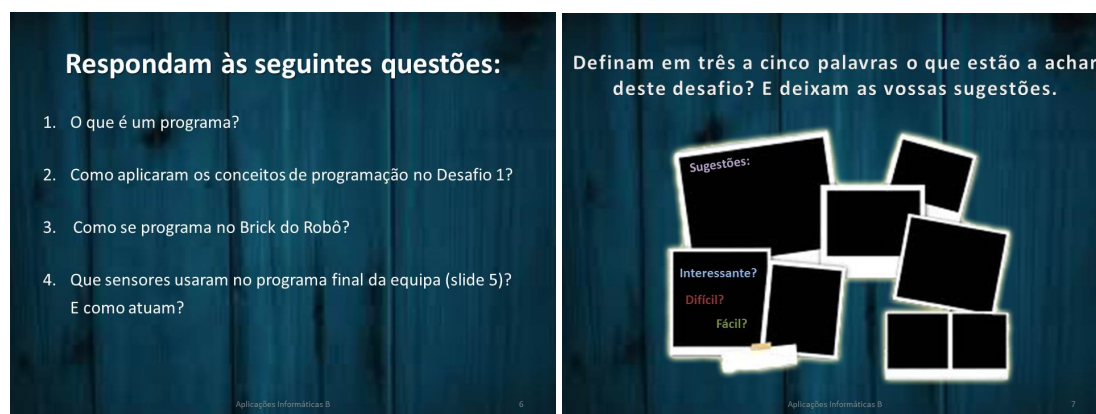 Respondam às seguintes questões:
1. O que é um programa?
2. Como aplicaram os conceitos de programação no Desafio 1?
3. Como se programa no Brick do Robô?
4. Que sensores usaram no programa final da equipa (slide 5)?
E como atuam?
Aplicações Informáticas B
6
Definam em três a cinco palavras o que estão a achar
deste desafio? E deixam as vossas sugestões.
Sugestões:
Interessante?
Difícil?
Fácil?
Aplicações Informáticas B
7